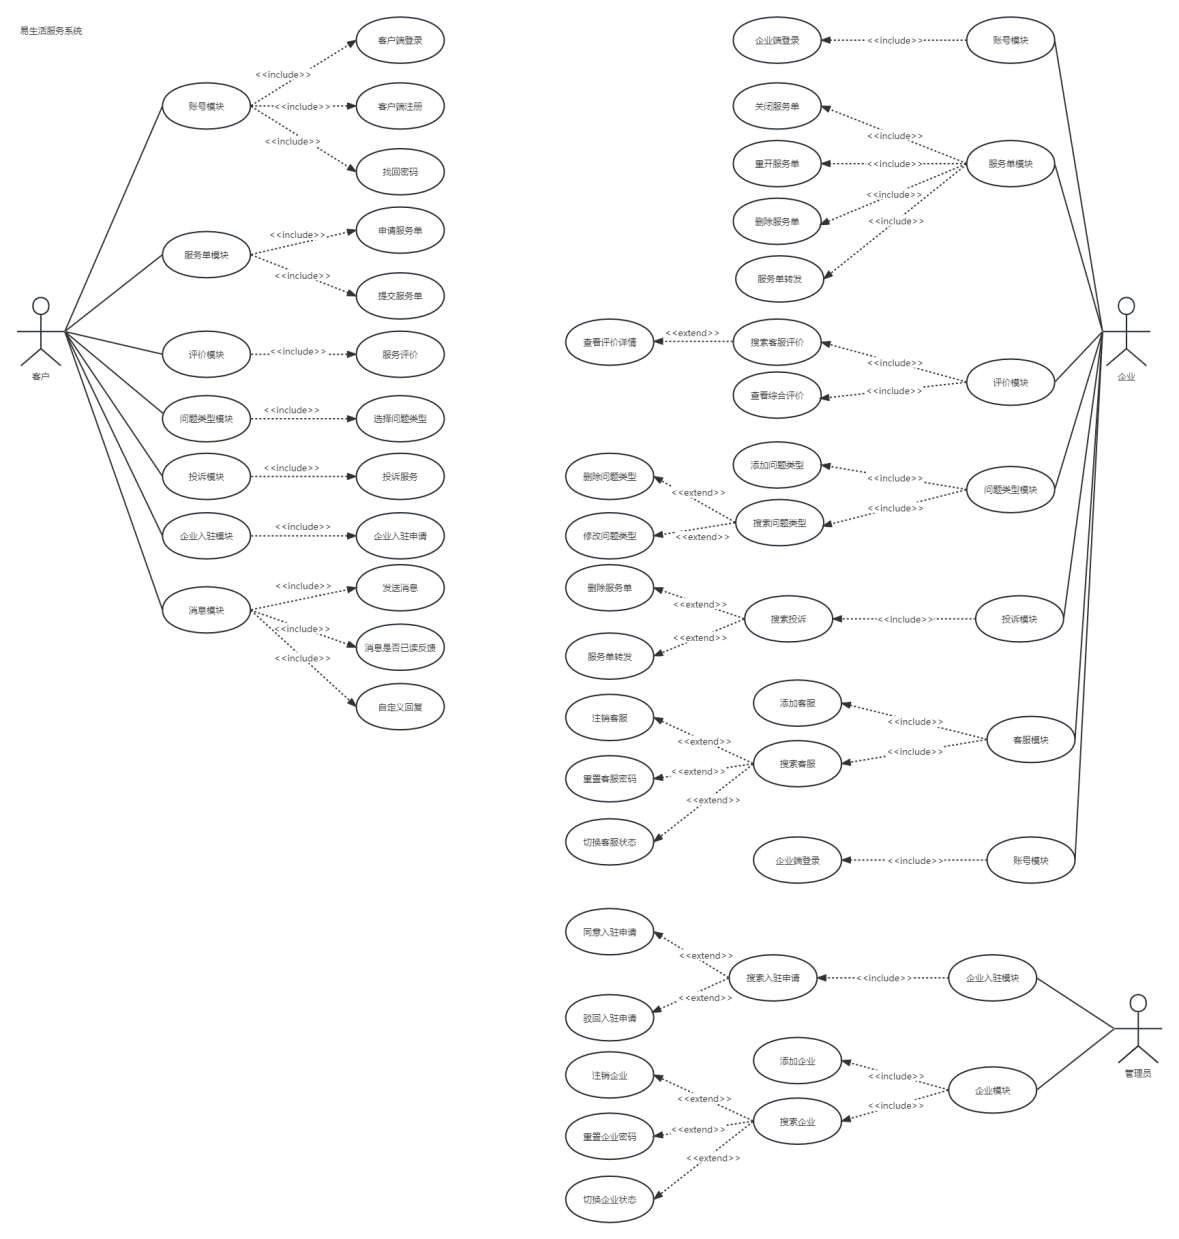 易生活服务系统
客户端登录
<<include>>
账号模块
<<include>>
客户端注册
<<include>>
找回密码
申请服务单
<<include>>
服务单模块
<<include>>
提交服务单
评价模块
<<include>>
服务评价
客户
问题类型模块
<<include>>
选择问题类型
投诉模块
<<include>>
投诉服务
企业入驻模块
<<include>>
企业入驻申请
<<include>>
发送消息
消息模块
<<include>>
消息是否已读反馈
<<include>>
自定义回复
企业端登录
<<include>>
账号模块
关闭服务单
<<include>>
重开服务单
<<include>>
服务单模块
<<include>>
删除服务单
<<include>>
服务单转发
查看评价详情
<<extend>>
搜索客服评价
<<include>>
评价模块
企业
查看综合评价
<<include>>
添加问题类型
<<include>>
删除问题类型
<<extend>>
问题类型模块
<<include>>
搜索问题类型
修改问题类型
<<extend>>
删除服务单
<<extend>>
搜索投诉
<<include>>
投诉模块
<<extend>>
服务单转发
添加客服
注销客服
<<include>>
<<extend>>
客服模块
<<include>>
搜索客服
重置客服密码
<<extend>>
<<extend>>
切换客服状态
企业端登录
<<include>>
账号模块
同意入驻申请
<<extend>>
搜索入驻申请
<<include>>
企业入驻模块
<<extend>>
驳回入驻申请
管理员
添加企业
注销企业
<<include>>
企业模块
<<extend>>
<<include>>
搜索企业
重置企业密码
<<extend>>
<<extend>>
切换企业状态